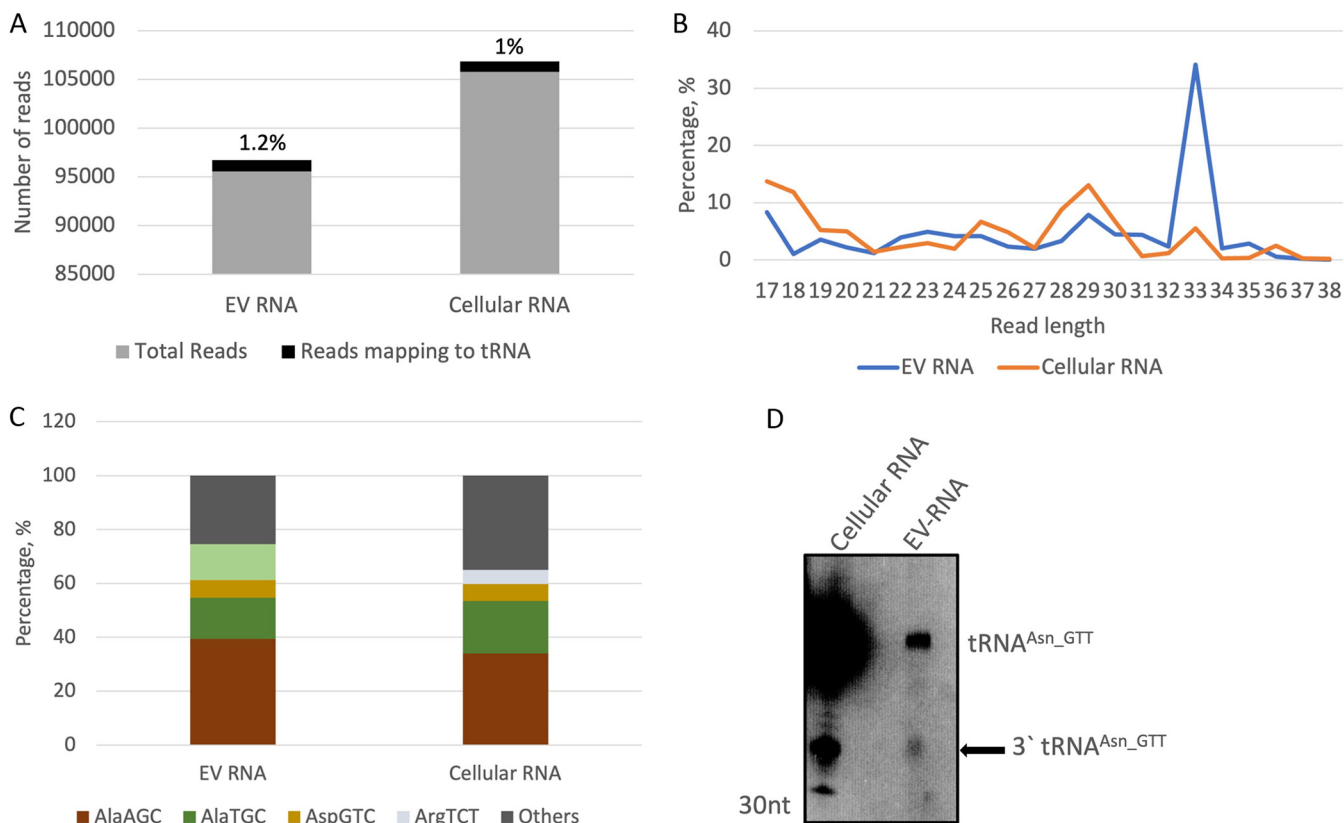 A
Number of reads
110000
105000
100000
95000
90000
85000
1.2%
1%
EV RNA
Cellular RNA
Total Reads
Reads mapping to tRNA
B
Percentage, %
40
30
20
10
0
17 18 19 20 21 22 23 24 25 26 27 28 29 30 31 32 33 34 35 36 37 38
Read length
EV RNA
Cellular RNA
C
Percentage, %
120
100
80
60
40
20
0
EV RNA
Cellular RNA
AlaAGC
AlaTGC
AspGTC
ArgTCT
Others
D
Cellular RNA
EV-RNA
tRNA^Asn_GTT
3` tRNA^Asn_GTT
30nt